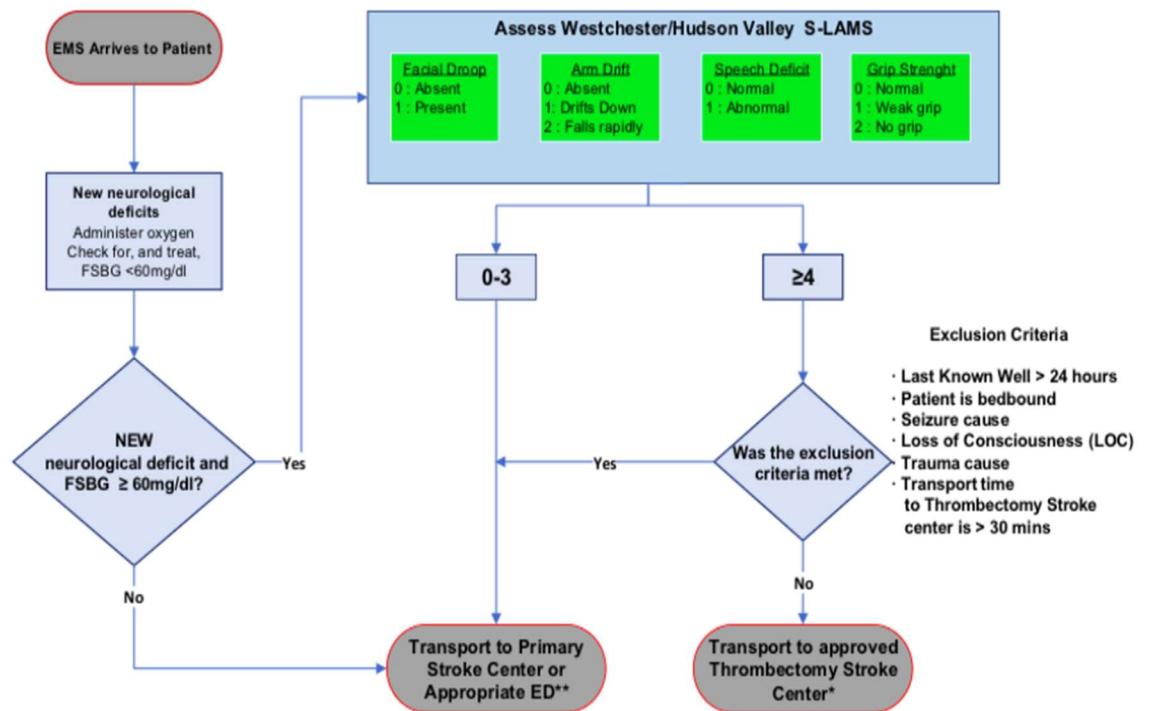 EMS Arrives to Patient
New neurological
deficits
Administer oxygen
Check for, and treat,
FSBG <60mg/dl
NEW
neurological deficit and
FSBG ≥ 60mg/dl?
Yes
No
Assess Westchester/Hudson Valley S-LAMS
Facial Droop
0 : Absent
1 : Present
Arm Drift
0 : Absent
1: Drifts Down
2 : Falls rapidly
Speech Deficit
0 : Normal
1 : Abnormal
Grip Strenght
0 : Normal
1 : Weak grip
2 : No grip
0-3
≥4
Exclusion Criteria
· Last Known Well > 24 hours
· Patient is bedbound
· Seizure cause
· Loss of Consciousness (LOC)
· Trauma cause
· Transport time
to Thrombectomy Stroke
center is > 30 mins
Was the exclusion
criteria met?
Yes
No
Transport to Primary
Stroke Center or
Appropriate ED**
Transport to approved
Thrombectomy Stroke
Center*